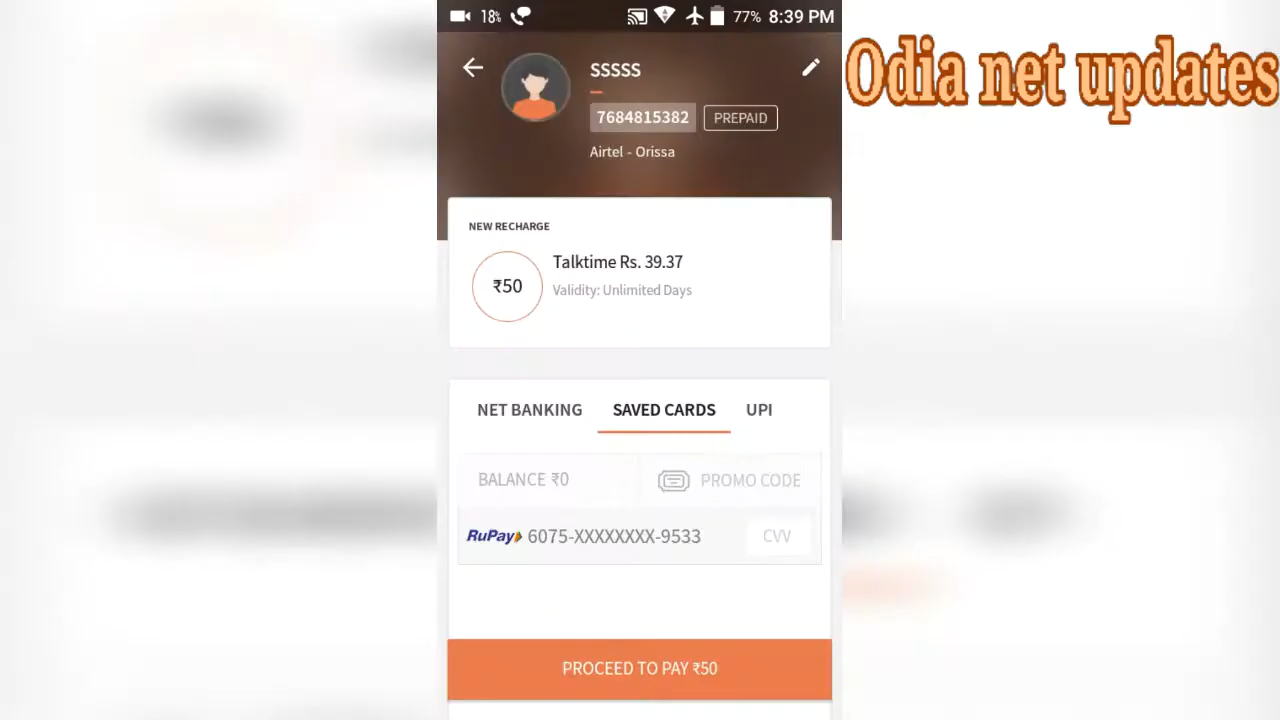 18%
77% 8:39 PM
Odia net updates
SSSSS
7684815382 PREPAID
Airtel - Orissa
NEW RECHARGE
₹50
Talktime Rs. 39.37
Validity: Unlimited Days
NET BANKING SAVED CARDS UPI
BALANCE ₹0 PROMO CODE
RuPay 6075-XXXXXXXX-9533 CVV
PROCEED TO PAY ₹50